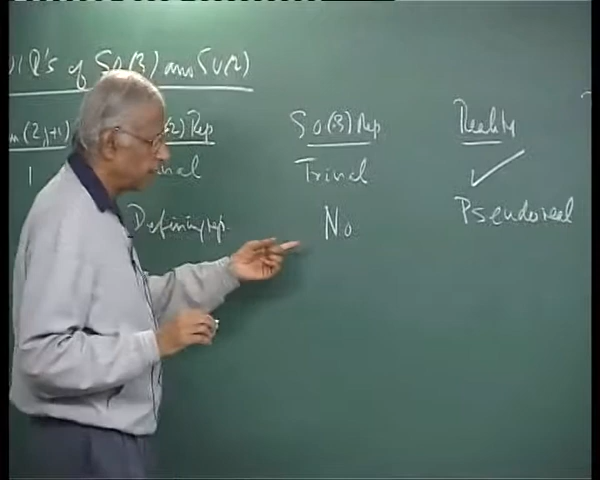 UIR's of SO(3) and SU(2)
m(2j+1) 2) Rep SO(3) Rep Reality
1 Trivial ✓
Defining rep. No Pseudoreal